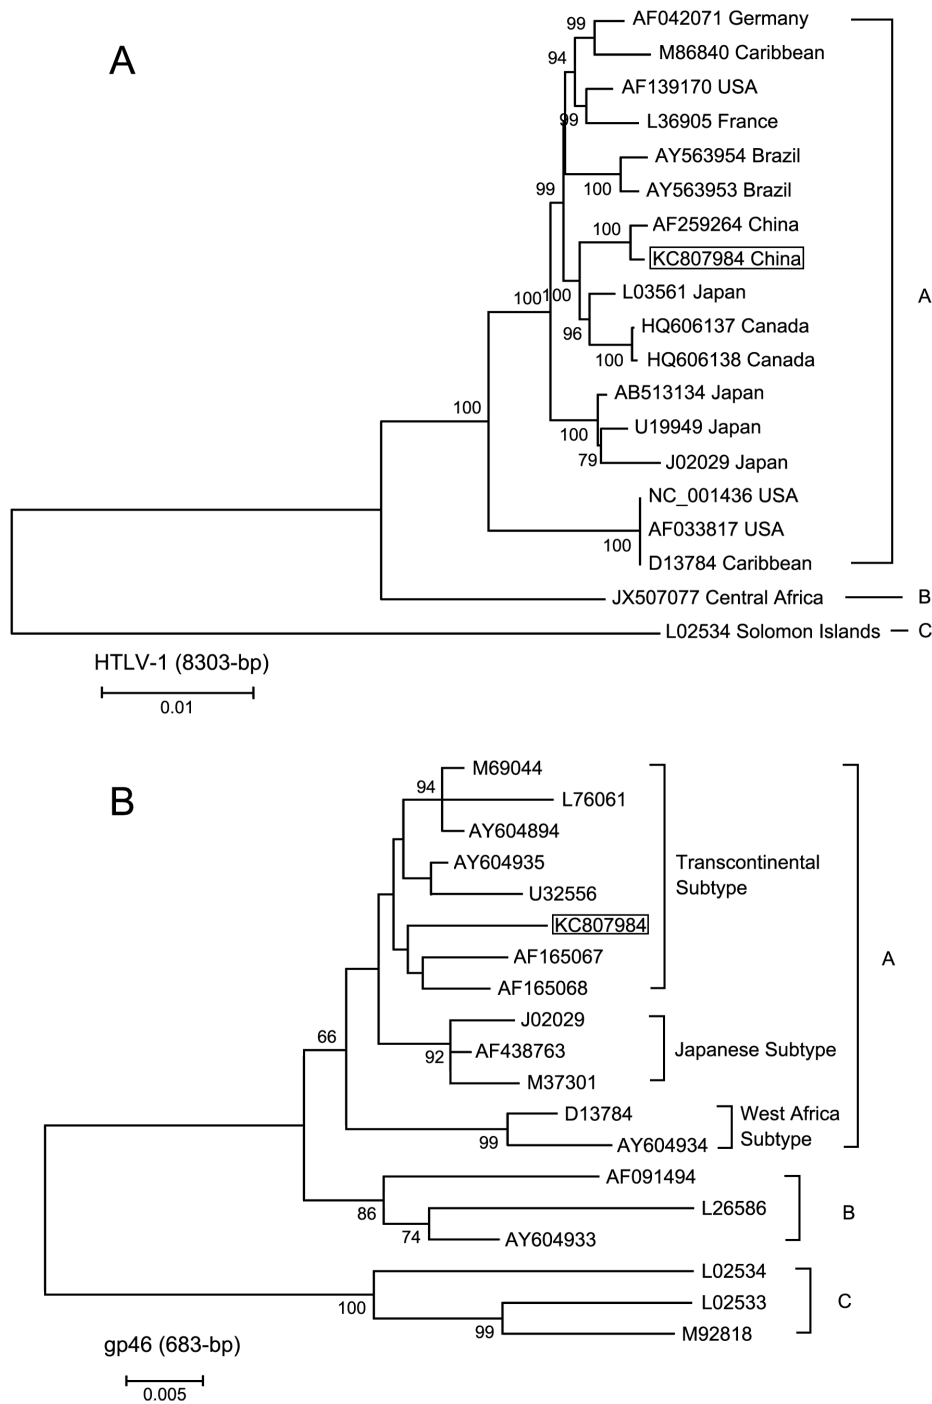 A
99
AF042071 Germany
94
M86840 Caribbean
AF139170 USA
99
L36905 France
AY563954 Brazil
100
AY563953 Brazil
99
AF259264 China
100
KC807984 China
100
100
L03561 Japan
A
HQ606137 Canada
96
100
HQ606138 Canada
AB513134 Japan
100
100
U19949 Japan
79
J02029 Japan
NC_001436 USA
AF033817 USA
100
D13784 Caribbean
JX507077 Central Africa
B
L02534 Solomon Islands
C
HTLV-1 (8303-bp)
0.01
B
94
M69044
L76061
AY604894
AY604935
U32556
Transcontinental
Subtype
KC807984
AF165067
A
AF165068
J02029
66
92
AF438763
Japanese Subtype
M37301
D13784
West Africa
Subtype
99
AY604934
AF091494
86
L26586
B
74
AY604933
L02534
100
L02533
C
99
M92818
gp46 (683-bp)
0.005